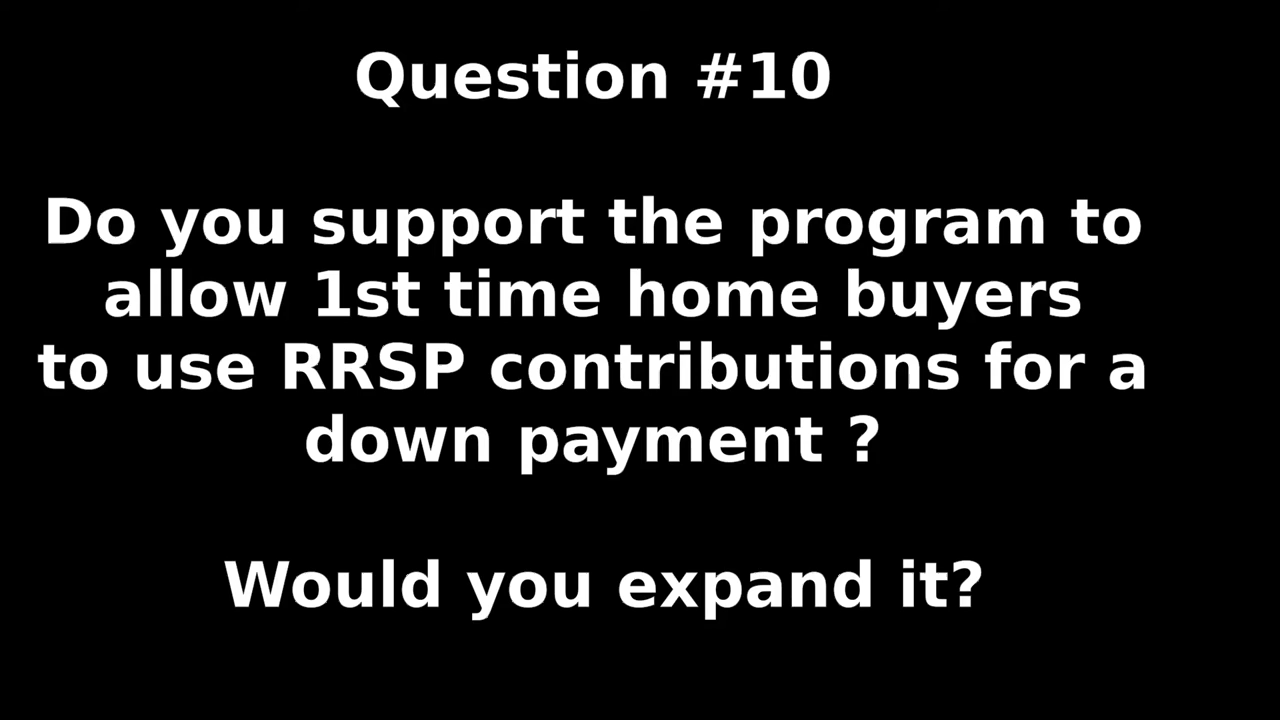 Question #10
Do you support the program to
allow 1st time home buyers
to use RRSP contributions for a
down payment ?
Would you expand it?